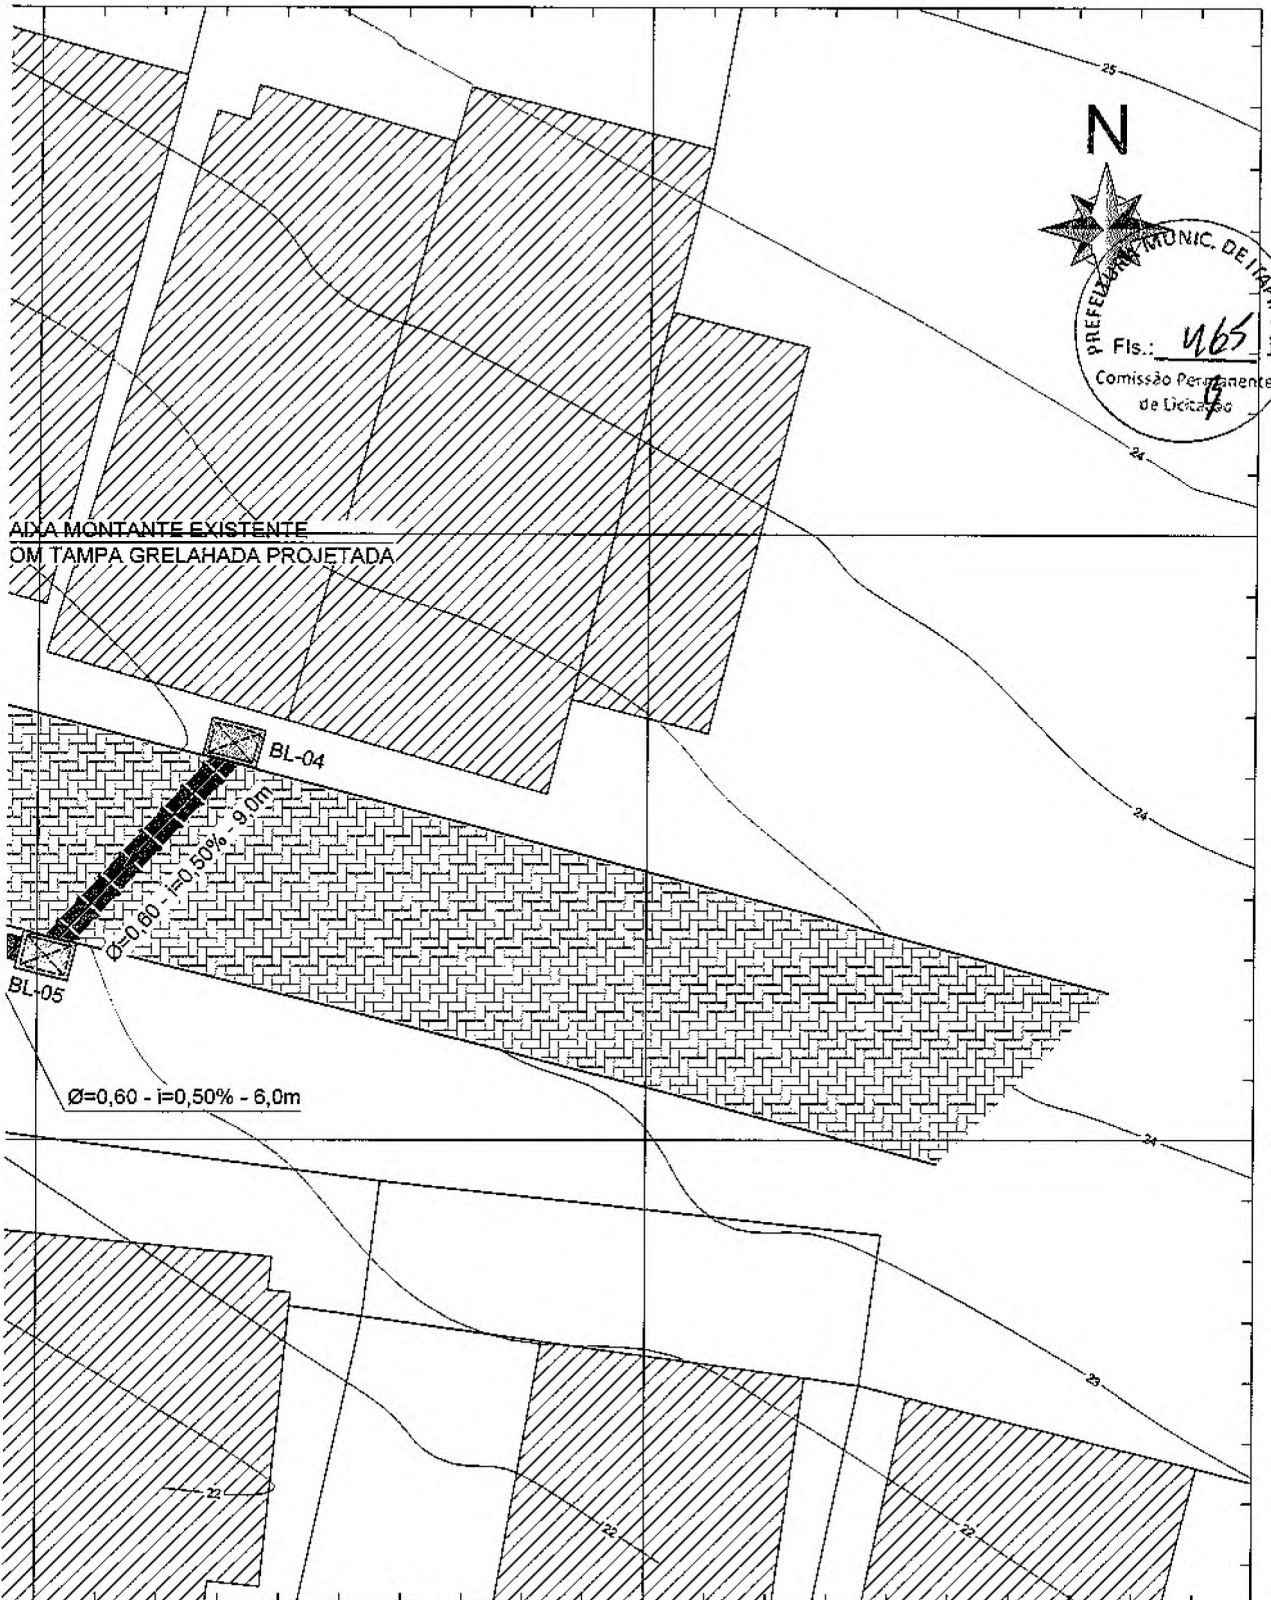 25
N
PREFEITURA MUNIC. DE
Fls.: 465
Comissão Permanente
de Licitação
24
AIXA MONTANTE EXISTENTE
OM TAMPA GRELAHADA PROJETADA
BL-04
Ø=0,60 - i=0,50% - 9,0m
24
BL-05
Ø=0,60 - i=0,50% - 6,0m
24
23
22
22
22